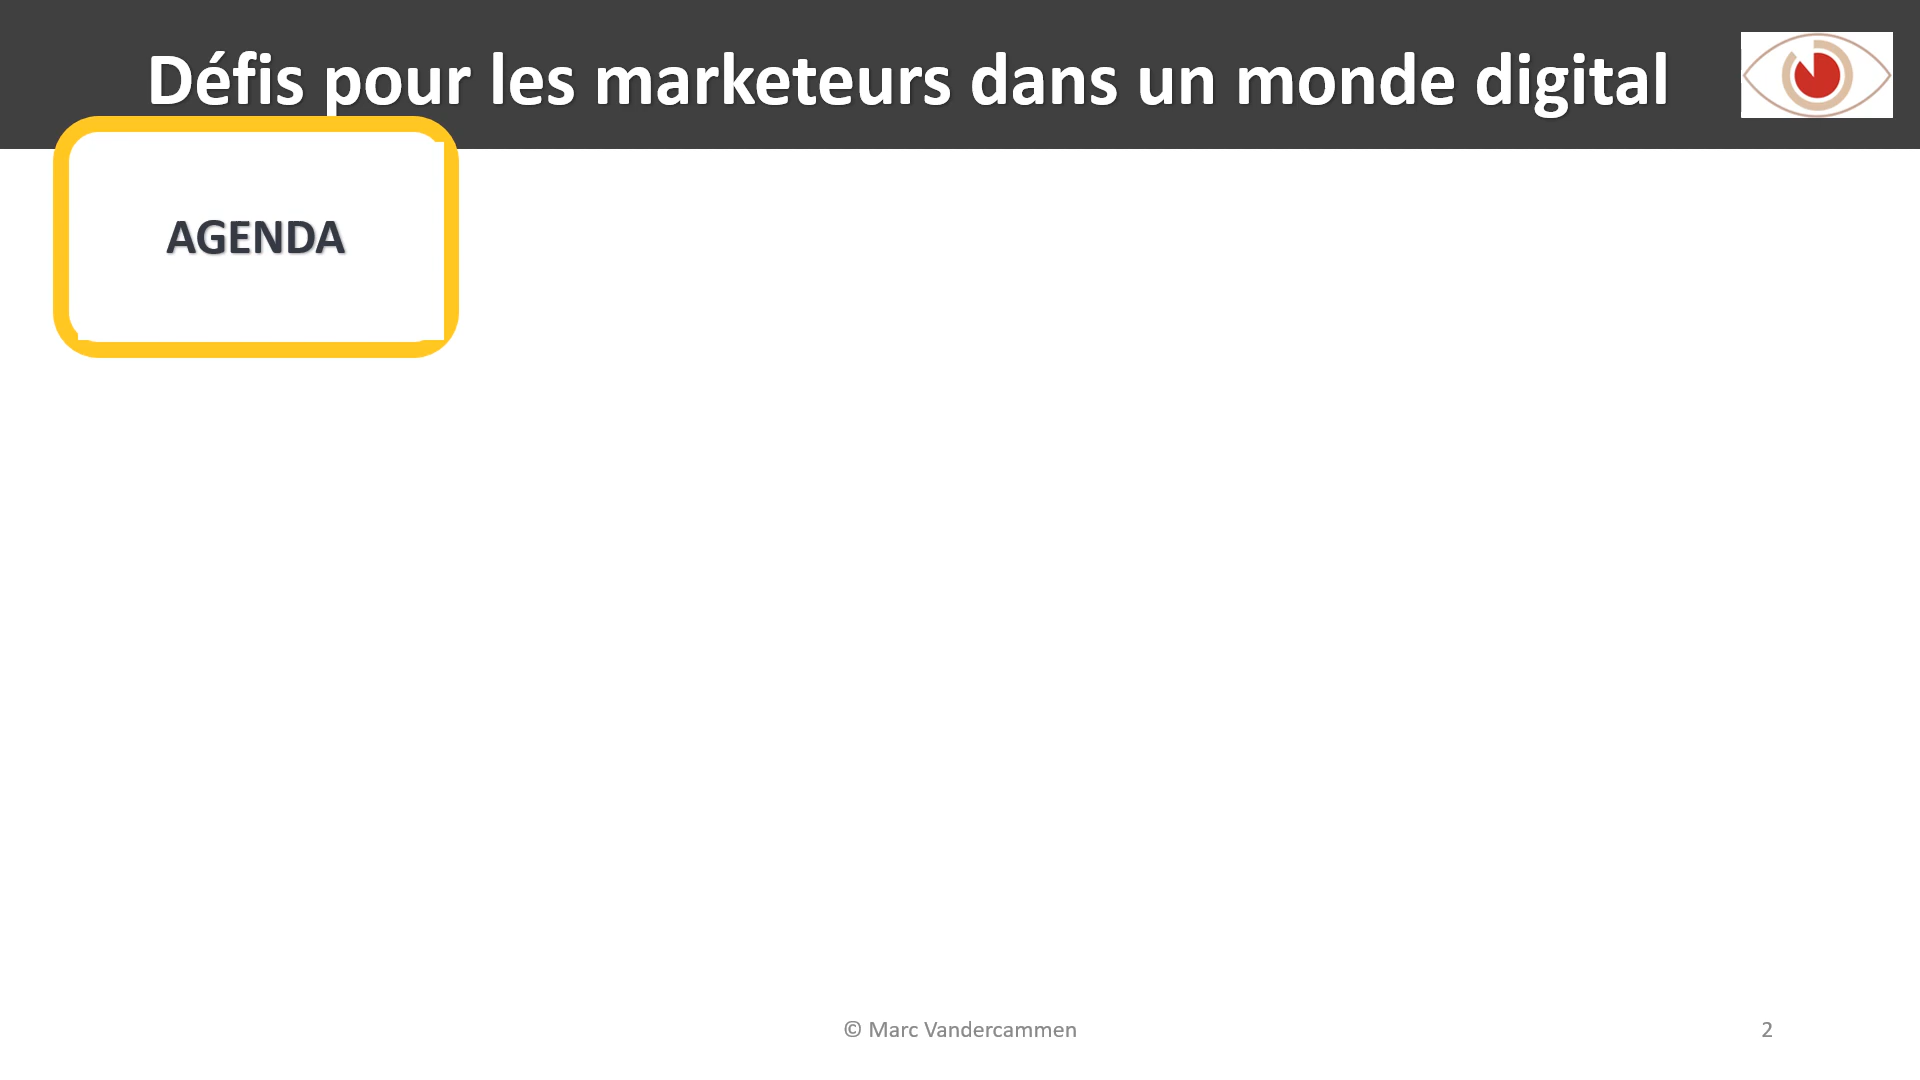 Défis pour les marketeurs dans un monde digital
AGENDA
© Marc Vandercammen
2